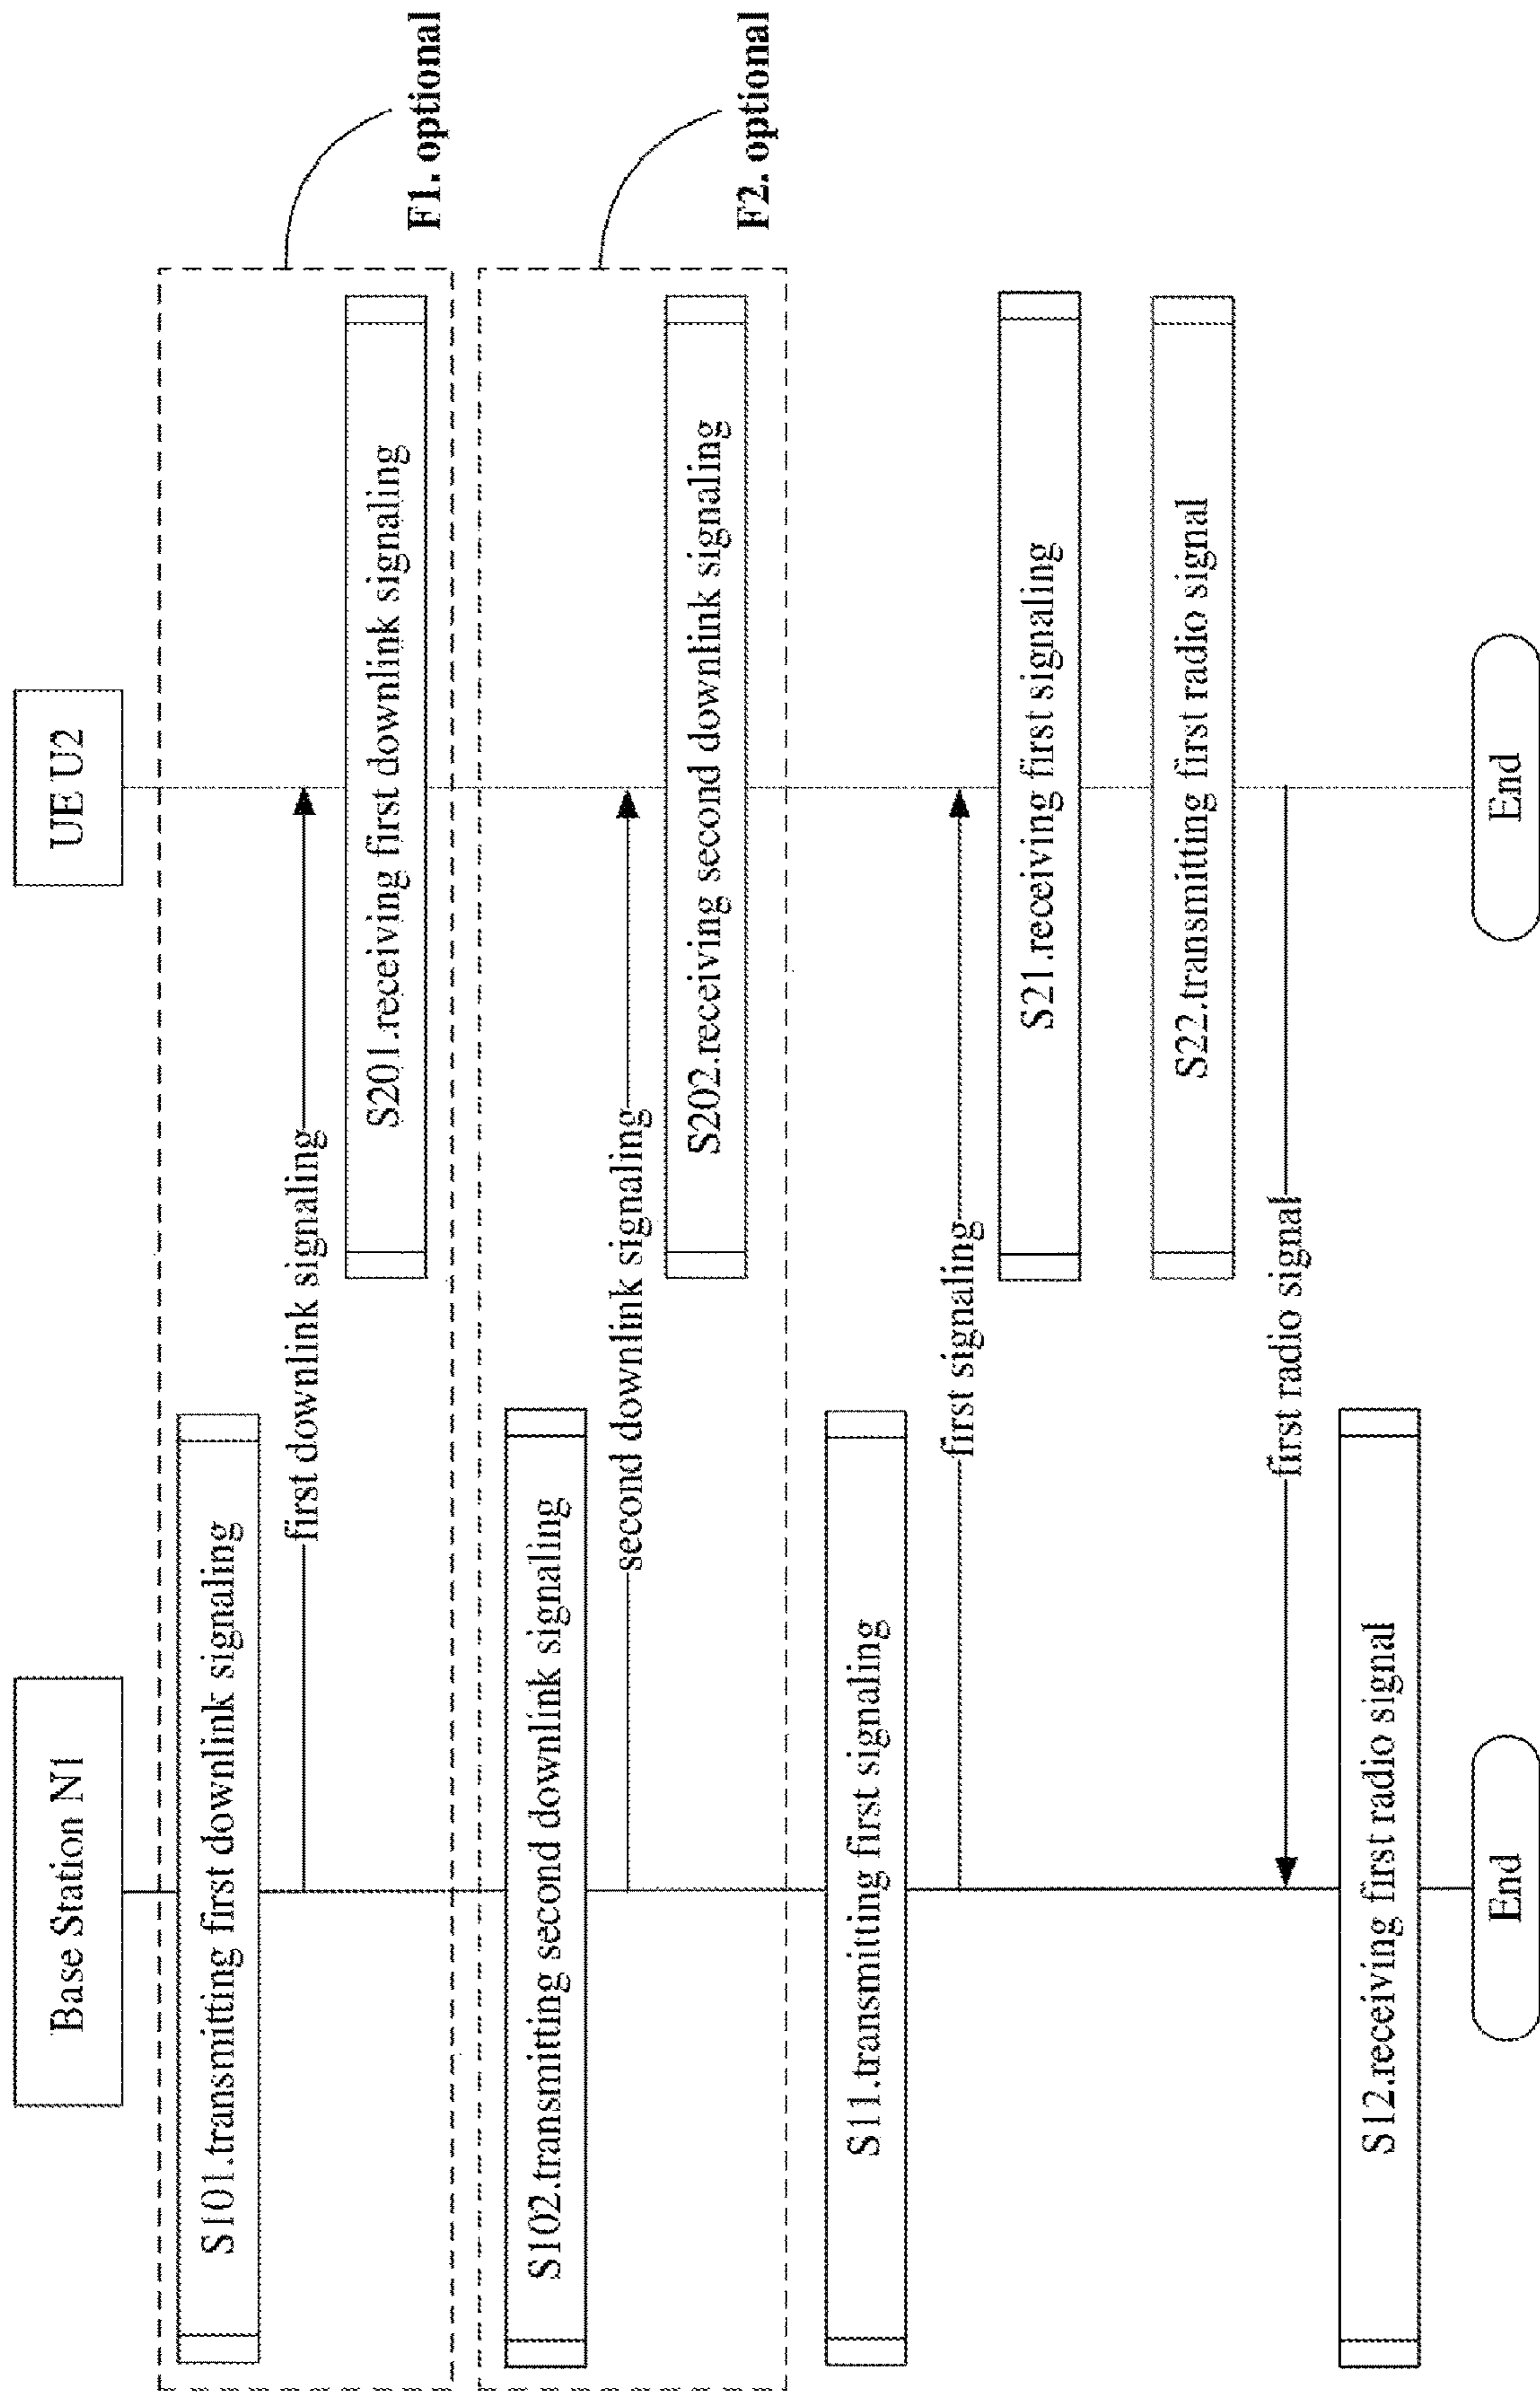 Base Station N1
UE U2
S101.transmitting first downlink signaling
first downlink signaling
S201.receiving first downlink signaling
F1. optional
S102.transmitting second downlink signaling
second downlink signaling
S202.receiving second downlink signaling
F2. optional
S11.transmitting first signaling
first signaling
S21.receiving first signaling
S22.transmitting first radio signal
first radio signal
S12.receiving first radio signal
End
End